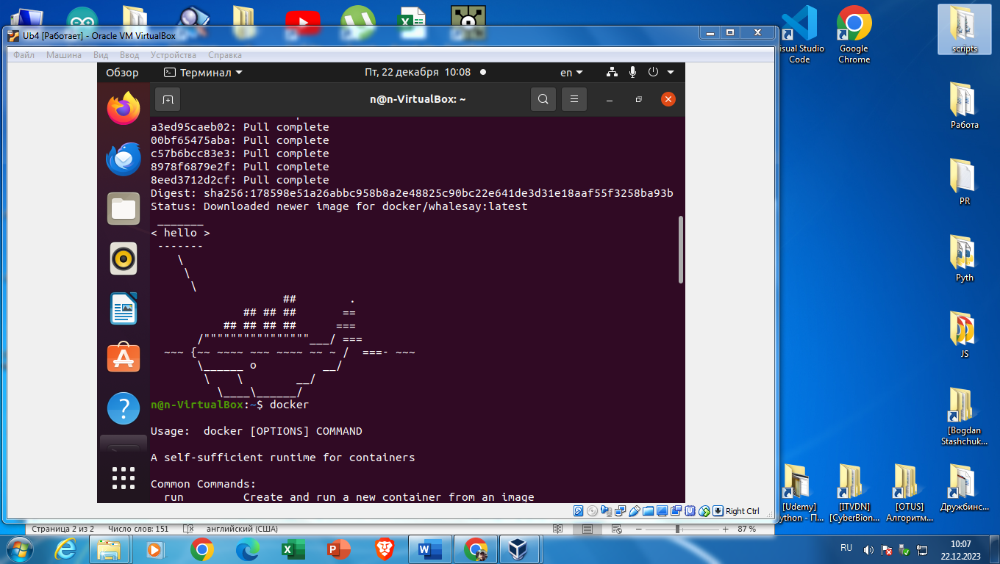 Ub4 [Работает] - Oracle VM VirtualBox
Файл Машина Вид Ввод Устройства Справка
Обзор Терминал Пт, 22 декабря 10:08 en
n@n-VirtualBox: ~
a3ed95caeb02: Pull complete
00bf65475aba: Pull complete
c57b6bcc83e3: Pull complete
8978f6879e2f: Pull complete
8eed3712d2cf: Pull complete
Digest: sha256:178598e51a26abbc958b8a2e48825c90bc22e641de3d31e18aaf55f3258ba93b
Status: Downloaded newer image for docker/whalesay:latest
 _______
< hello >
 -------
    \
     \
      \
                    ##        .
              ## ## ##       ==
           ## ## ## ##      ===
       /""""""""""""""""___/ ===
  ~~~ {~~ ~~~~ ~~~ ~~~~ ~~ ~ /  ===- ~~~
       \______ o          __/
        \    \        __/
          \____\______/
n@n-VirtualBox:~$ docker
Usage:  docker [OPTIONS] COMMAND
A self-sufficient runtime for containers
Common Commands:
  run         Create and run a new container from an image
Right Ctrl
isual Studio
Code
Google
Chrome
scripts
Работа
PR
Pyth
JS
[Bogdan
Stashchuk...
[Udemy]
ython - П...
[ITVDN]
[CyberBion...
[OTUS]
Алгоритм...
Дружбинс...
Страница 2 из 2 Число слов: 151 английский (США) 87 %
RU
10:07
22.12.2023